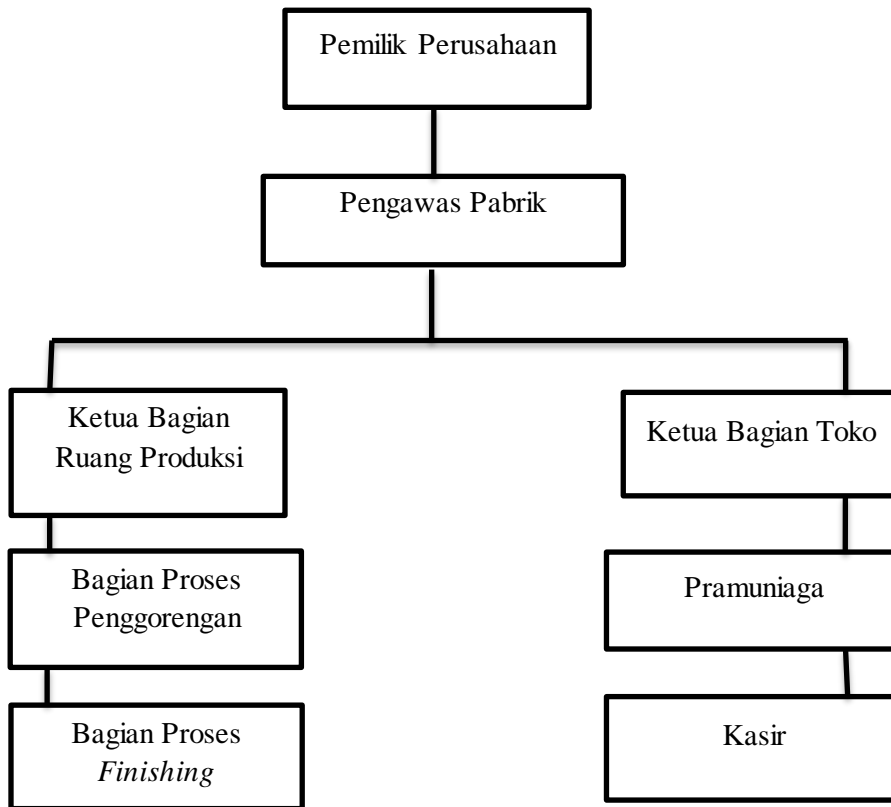 Pemilik Perusahaan
Pengawas Pabrik
Ketua Bagian
Ruang Produksi
Ketua Bagian Toko
Bagian Proses
Penggorengan
Pramuniaga
Bagian Proses
Finishing
Kasir